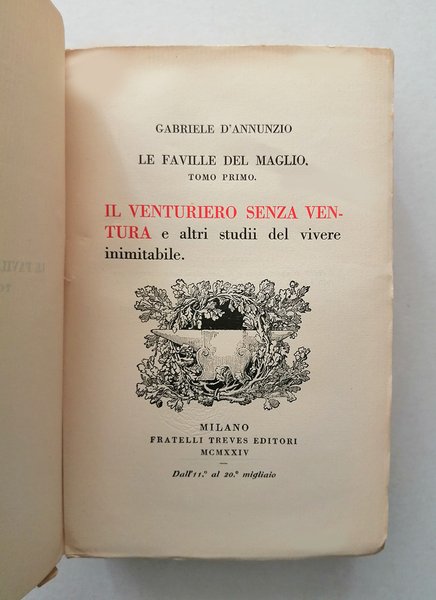 GABRIELE D'ANNUNZIO
LE FAVILLE DEL MAGLIO.
TOMO PRIMO.
IL VENTURIERO SENZA VEN-
TURA e altri studii del vivere
inimitabile.
MILANO
FRATELLI TREVES EDITORI
MCMXXIV
Dall'11.° al 20.° migliaio